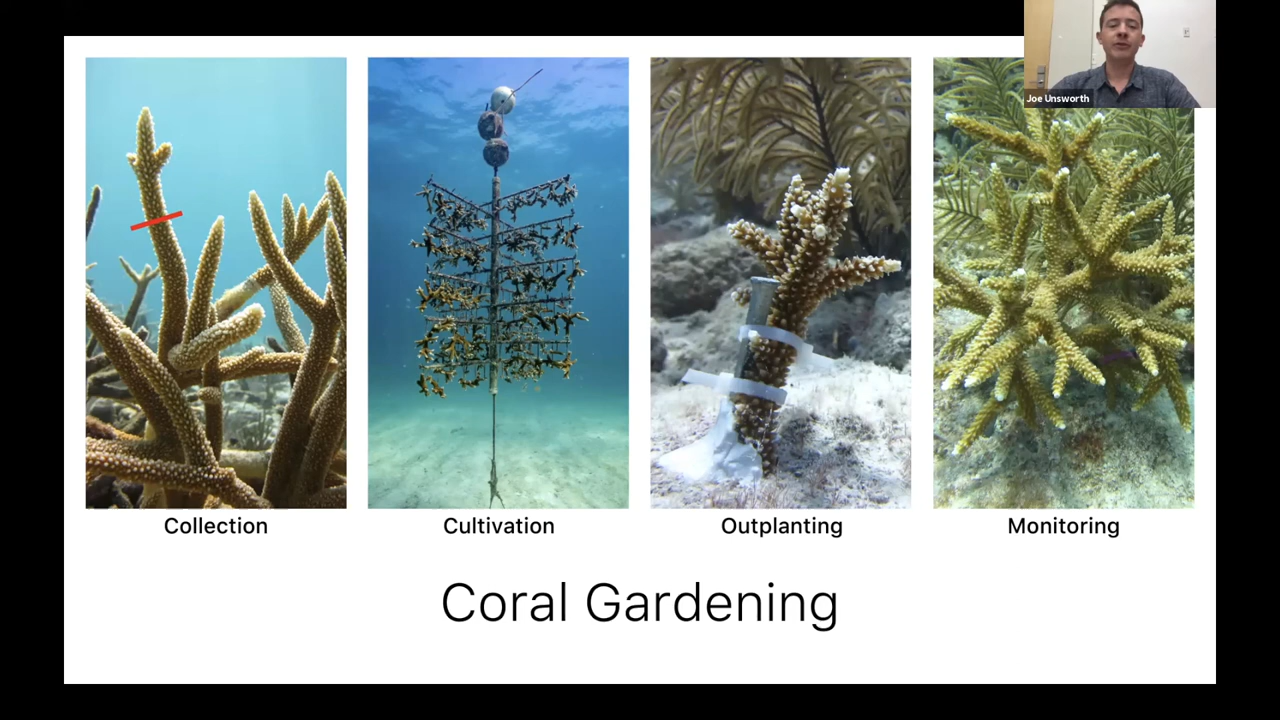 Joe Unsworth
Collection
Cultivation
Outplanting
Monitoring
Coral Gardening